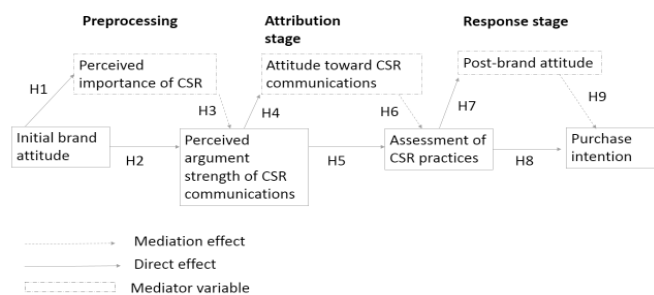 Preprocessing
Attribution
stage
Response stage
Perceived
importance of CSR
Attitude toward CSR
communications
Post-brand attitude
H1
H3
H4
H6
H7
H9
Initial brand
attitude
H2
Perceived
argument
strength of CSR
communications
H5
Assessment of
CSR practices
H8
Purchase
intention
Mediation effect
Direct effect
Mediator variable